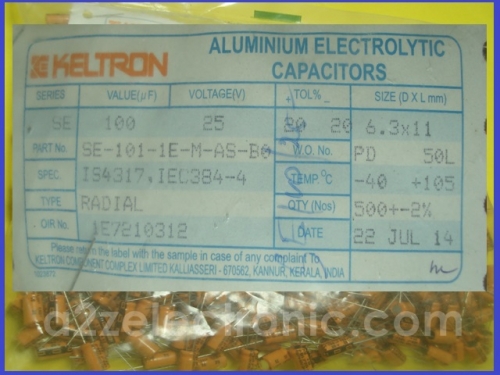 KELTRON
ALUMINIUM ELECTROLYTIC
CAPACITORS
SERIES VALUE(μF) VOLTAGE(V) TOL% SIZE (D X L mm)
SE 100 25 20 20 6.3x11
PART No. SE-101-1E-M-AS-B0 W.O. No. PD 50L
SPEC. IS4317,IEC384-4 TEMP. °C -40 +105
TYPE RADIAL QTY (Nos) 500+-2%
QIR No. 1E7210312 DATE 22 JUL 14
Please return the label with the sample in case of any complaint To
KELTRON COMPONENT COMPLEX LIMITED KALLIASSERI - 670562, KANNUR, KERALA, INDIA